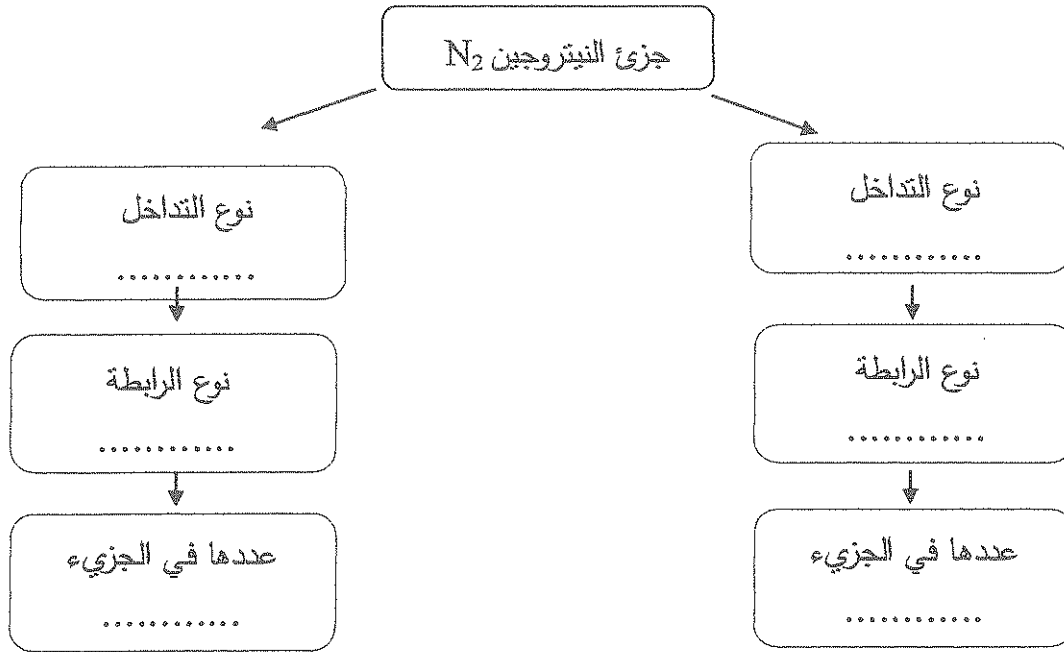 جزئ النيتروجين N₂
نوع التداخل
............
نوع الرابطة
............
عددها في الجزيء
............
نوع التداخل
............
نوع الرابطة
............
عددها في الجزيء
............